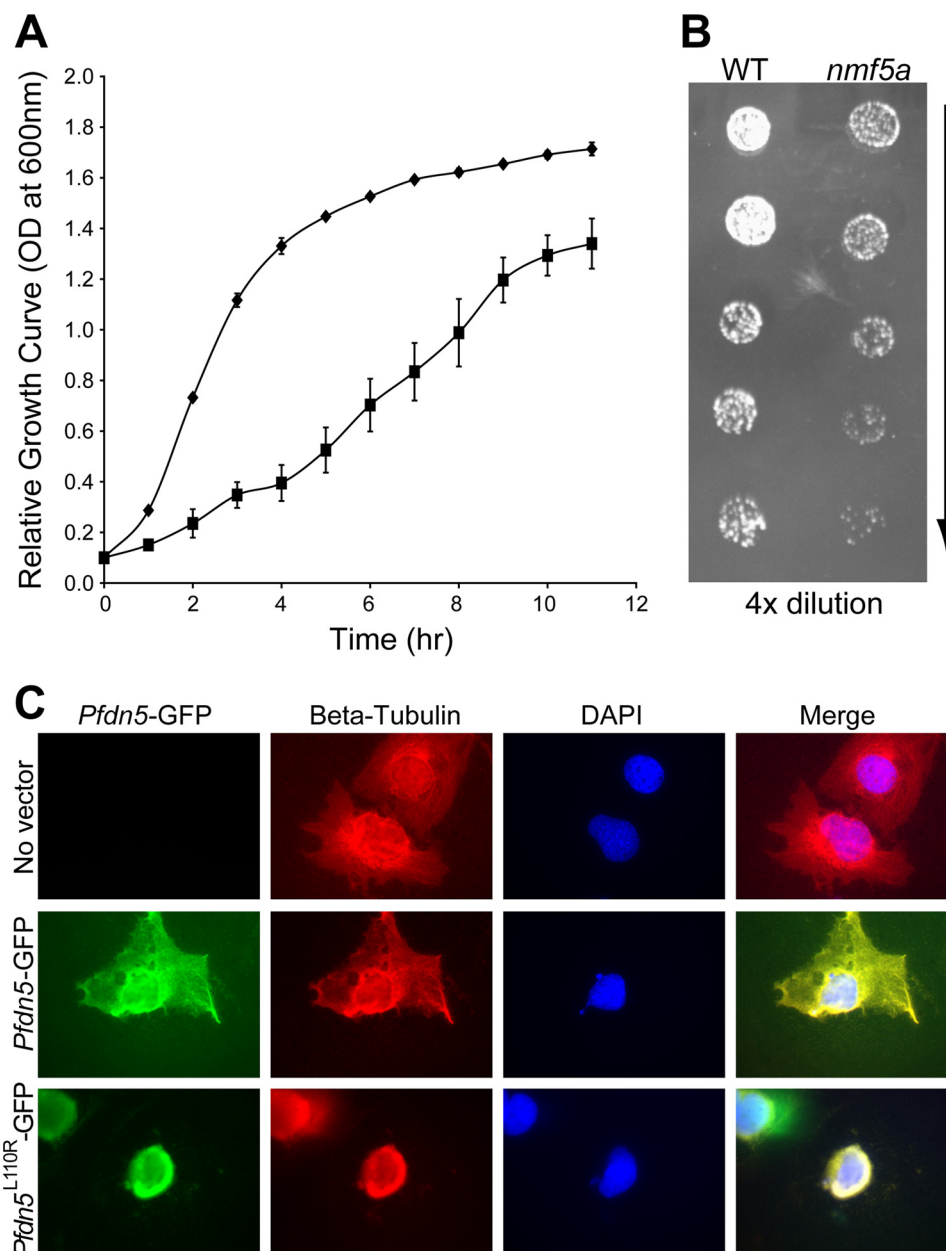 A
Relative Growth Curve (OD at 600nm)
2.0
1.8
1.6
1.4
1.2
1.0
0.8
0.6
0.4
0.2
0.0
0 2 4 6 8 10 12
Time (hr)
B
WT nmf5a
4x dilution
C
Pfdn5-GFP Beta-Tubulin DAPI Merge
No vector
Pfdn5-GFP
Pfdn5L110R-GFP